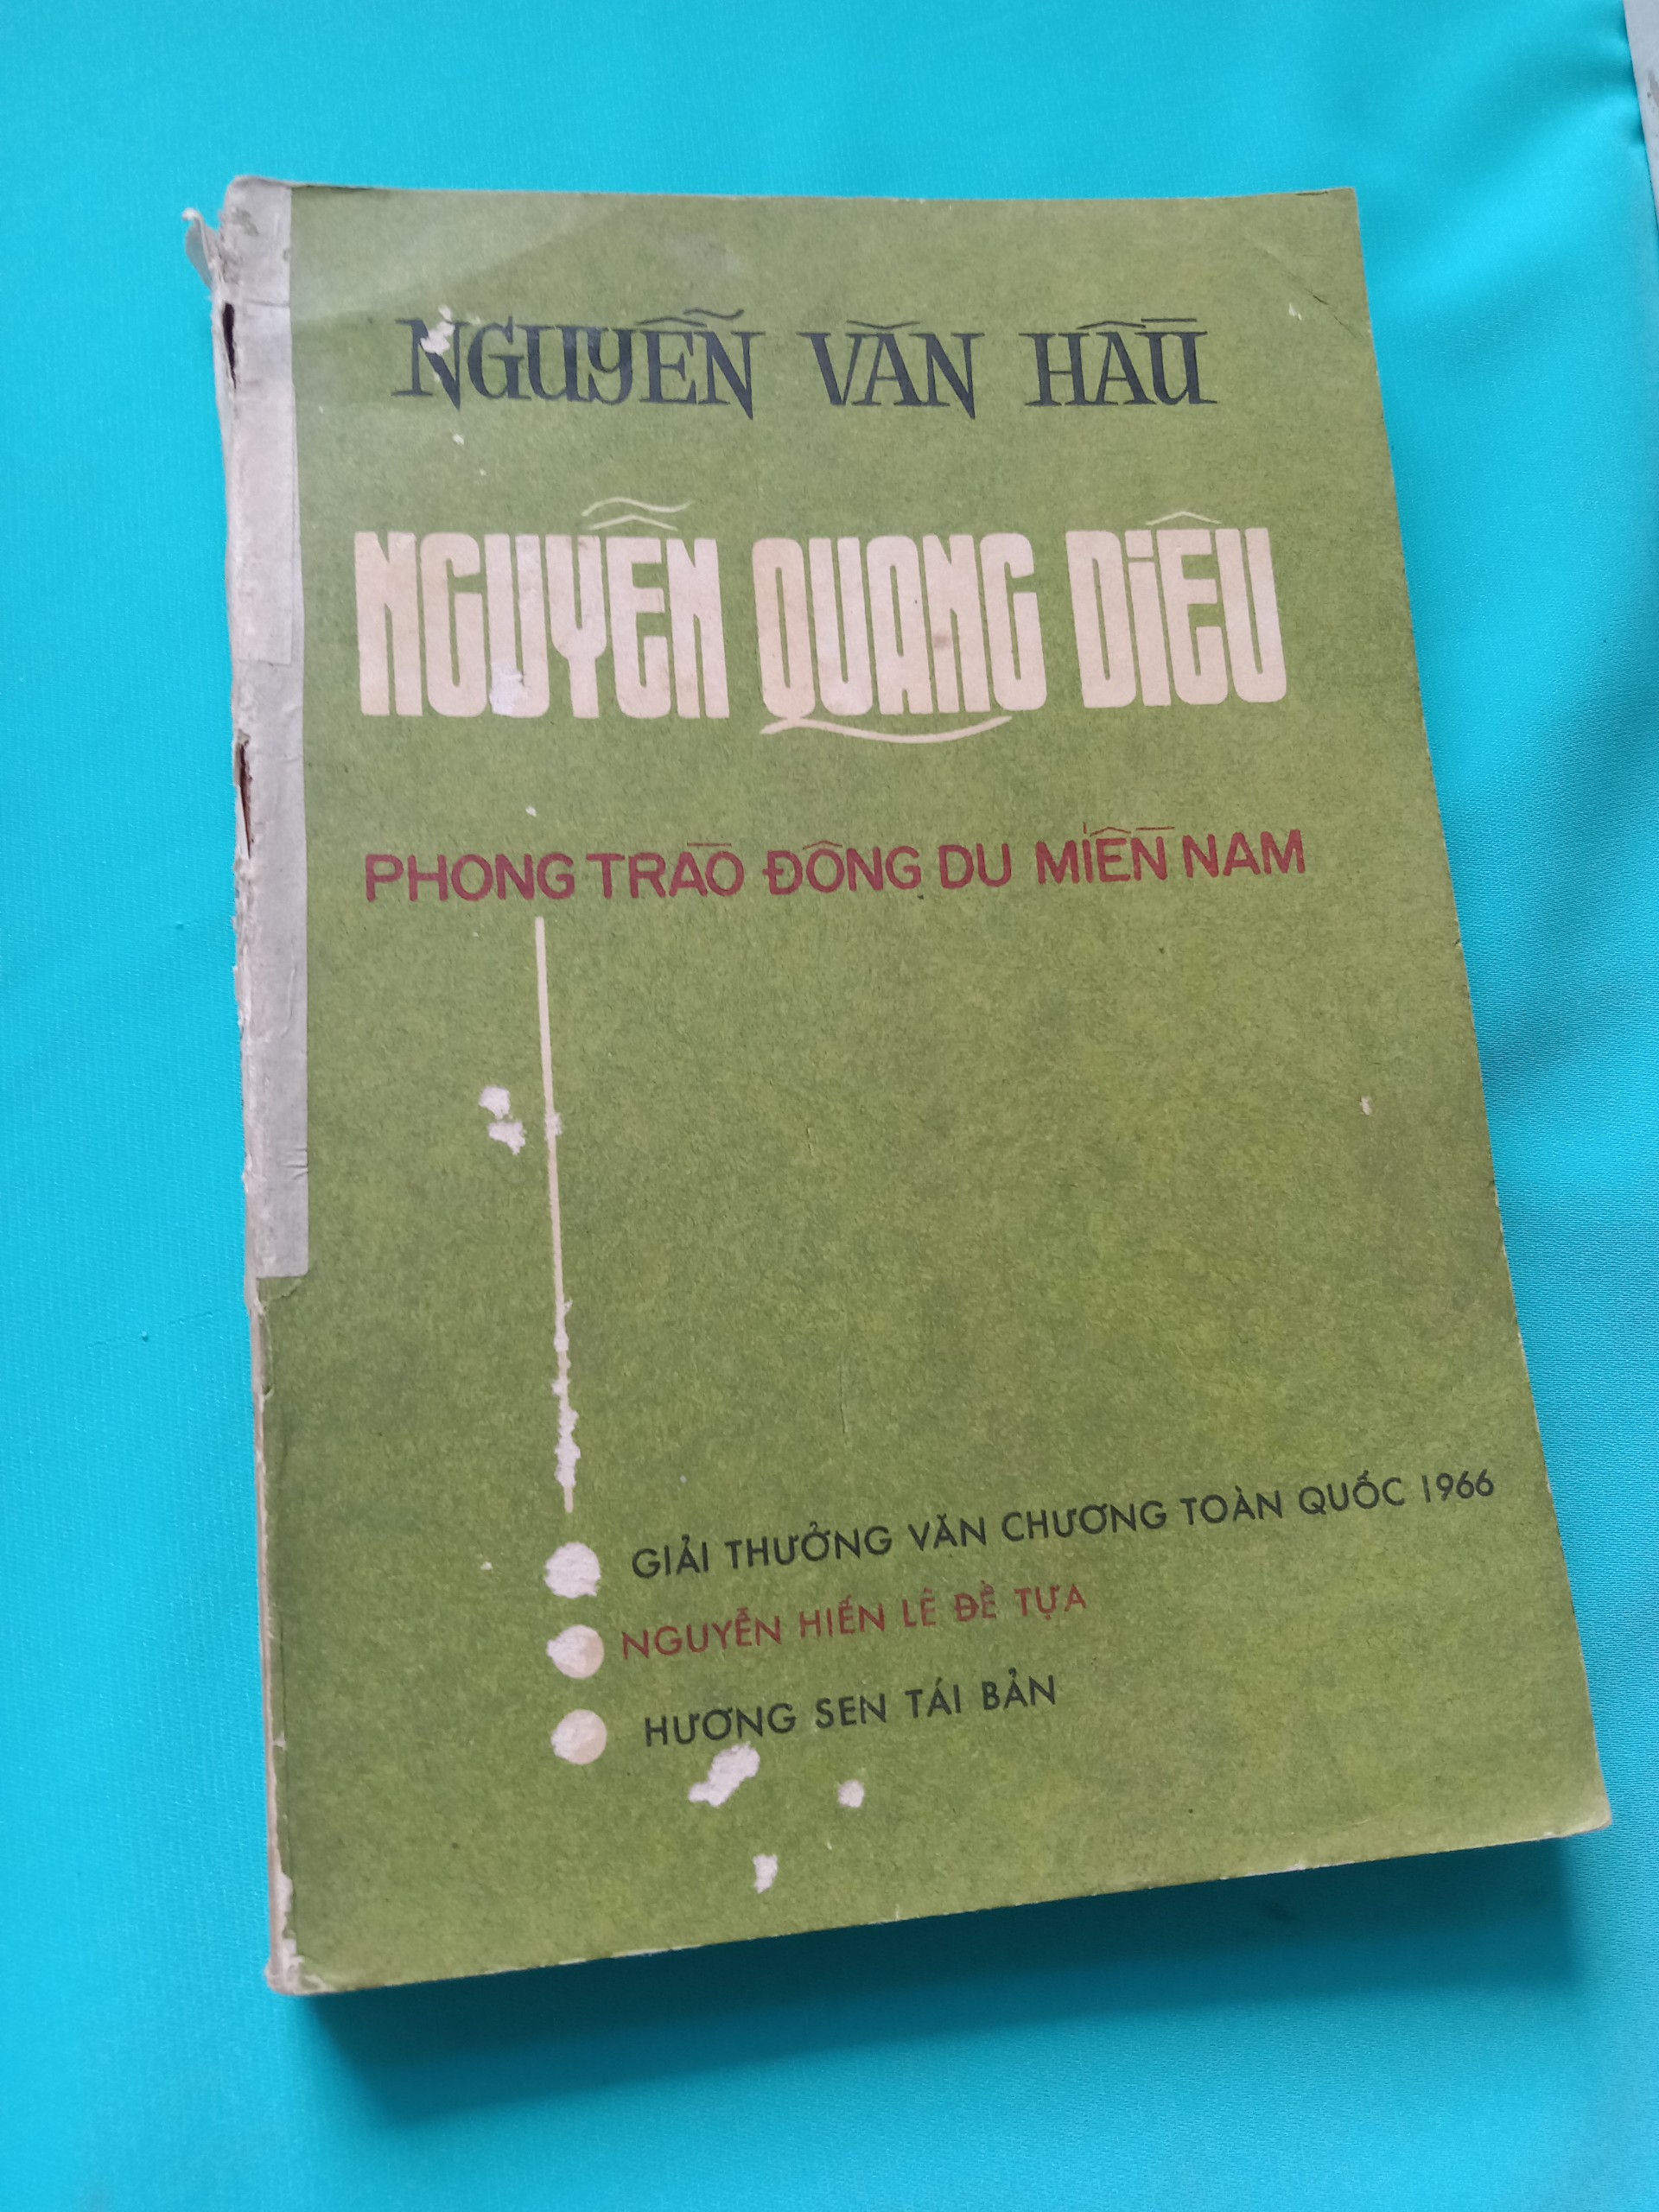 NGUYỄN VĂN HẦU
NGUYỄN QUANG DIÊU
PHONG TRÀO ĐÔNG DU MIỀN NAM
GIẢI THƯỞNG VĂN CHƯƠNG TOÀN QUỐC 1966
NGUYỄN HIẾN LÊ ĐỀ TỰA
HƯƠNG SEN TÁI BẢN